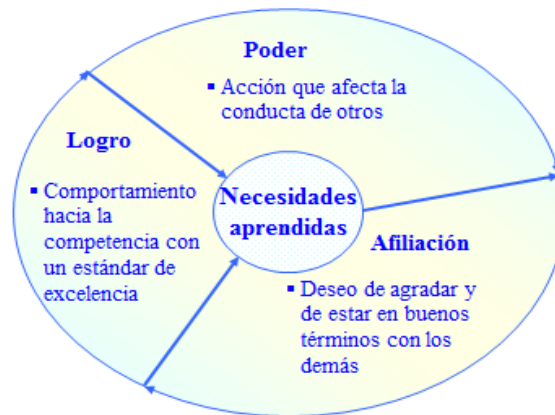 Poder
▪ Acción que afecta la
conducta de otros
Logro
▪ Comportamiento
hacia la
competencia con
un estándar de
excelencia
Necesidades
aprendidas
Afiliación
▪ Deseo de agradar y
de estar en buenos
términos con los
demás